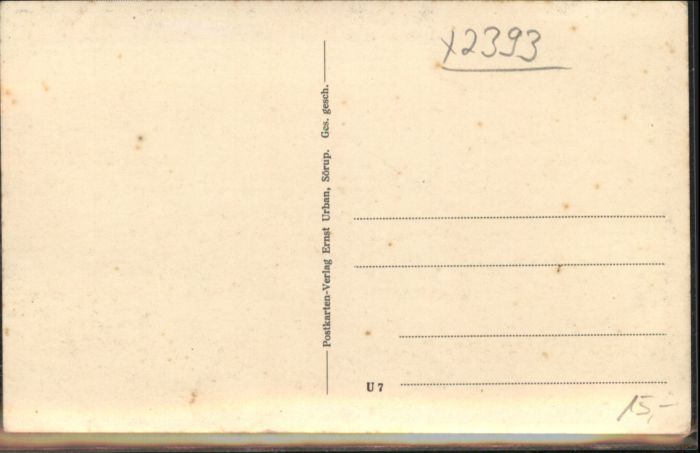 x2393
Postkarten-Verlag Ernst Urban, Sörup. Ges. gesch.
U 7
15,-